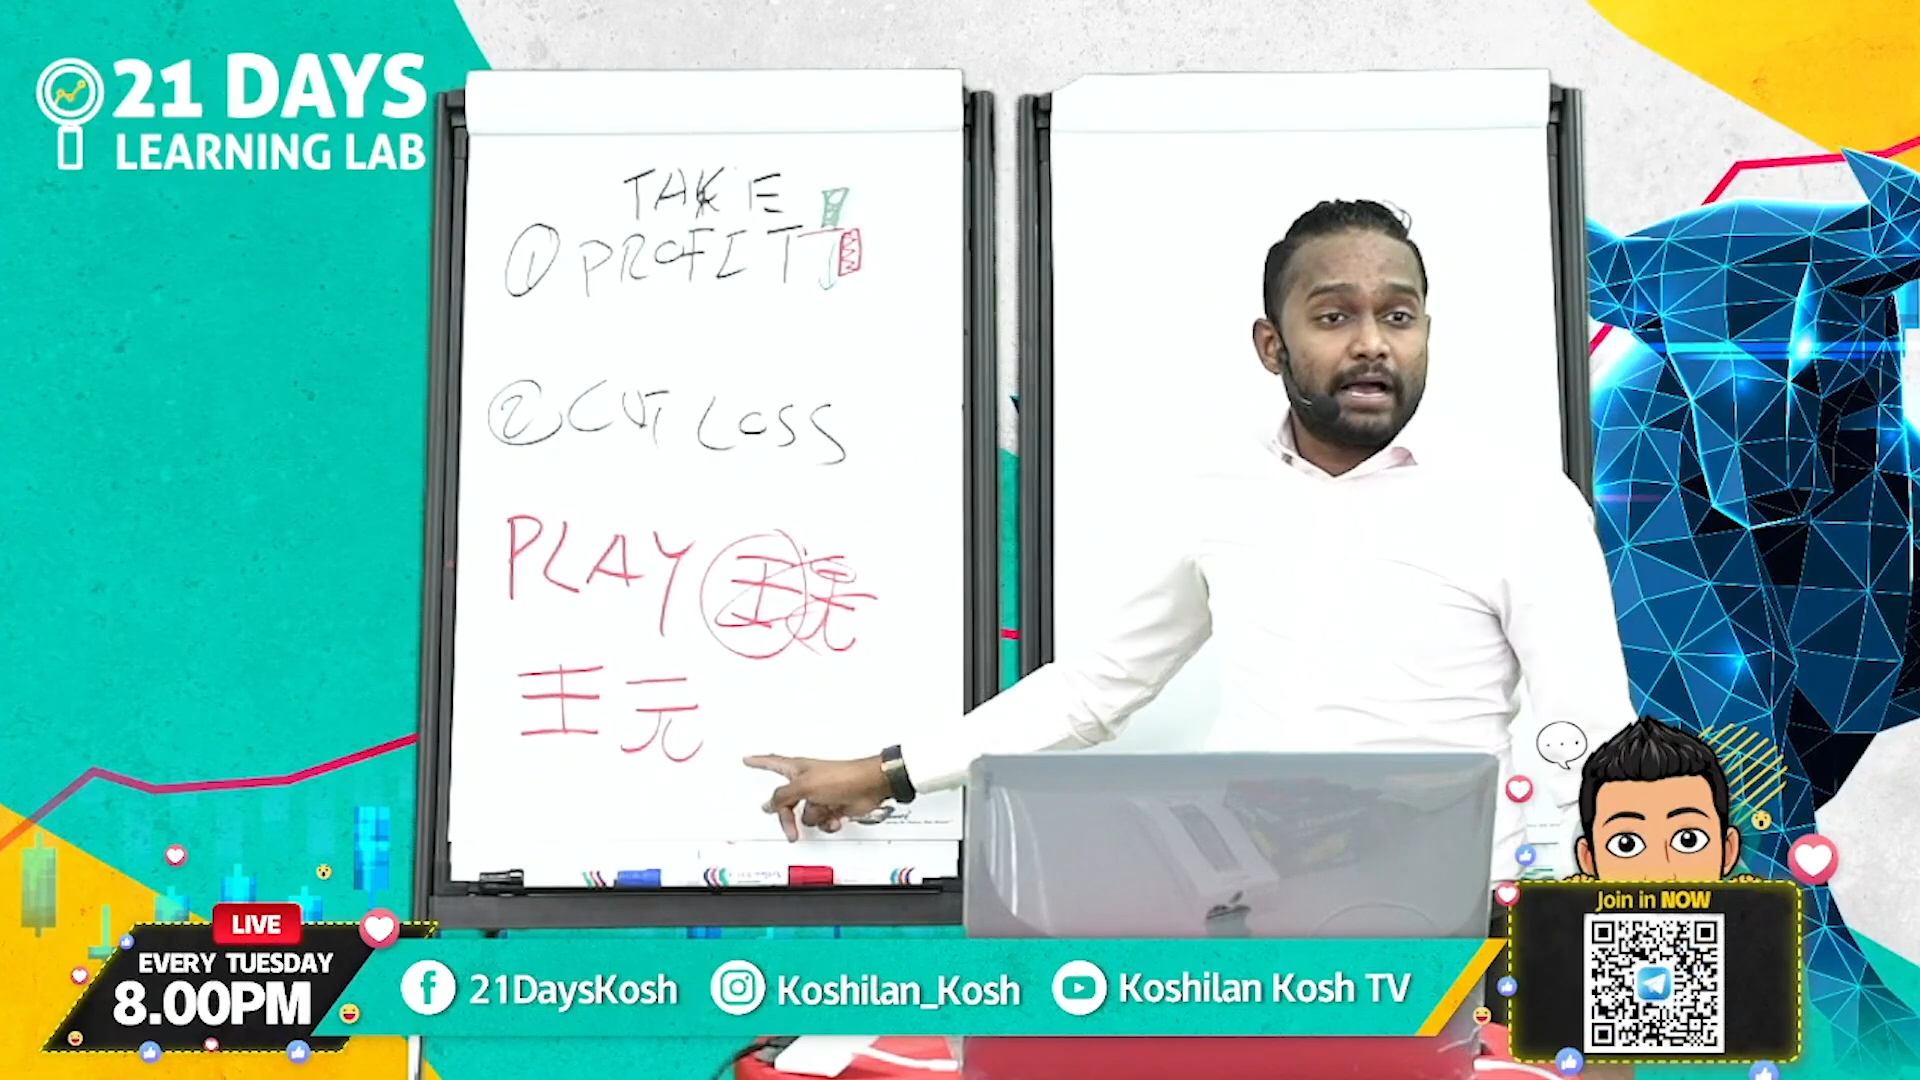 21 DAYS
LEARNING LAB
TAKE
① PROFIT
② CUT LOSS
PLAY
元
LIVE
EVERY TUESDAY
8.00PM
21DaysKosh
Koshilan_Kosh
Koshilan Kosh TV
Join in NOW